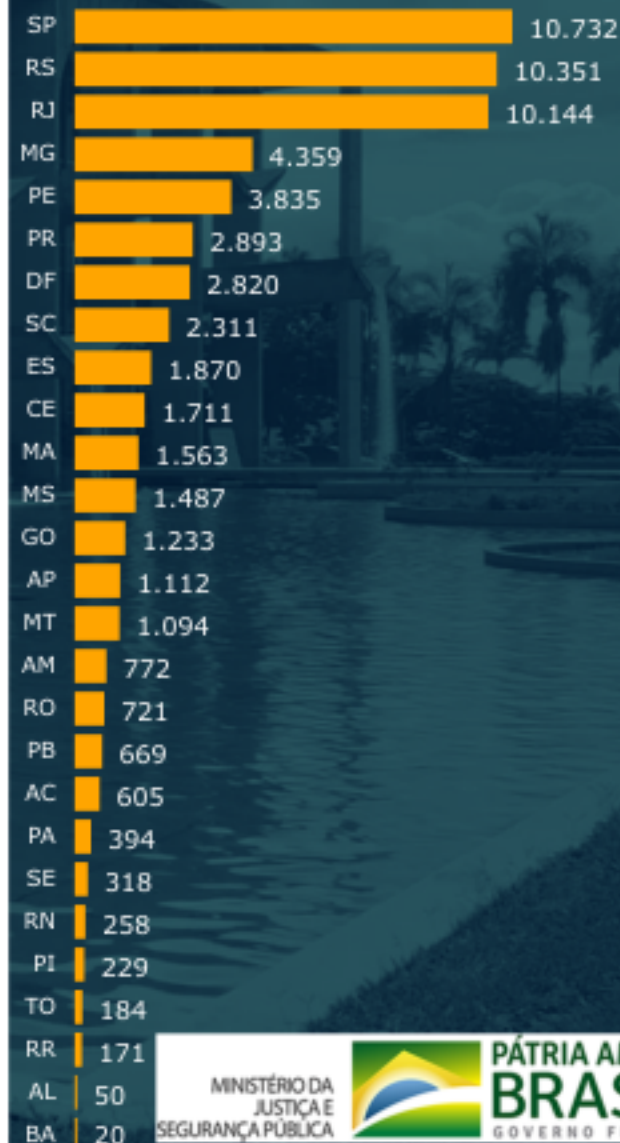 SP 10.732
RS 10.351
RJ 10.144
MG 4.359
PE 3.835
PR 2.893
DF 2.820
SC 2.311
ES 1.870
CE 1.711
MA 1.563
MS 1.487
GO 1.233
AP 1.112
MT 1.094
AM 772
RO 721
PB 669
AC 605
PA 394
SE 318
RN 258
PI 229
TO 184
RR 171
AL 50
BA 20
MINISTÉRIO DA
JUSTIÇA E
SEGURANÇA PÚBLICA
PÁTRIA AM
BRAS
GOVERNO F